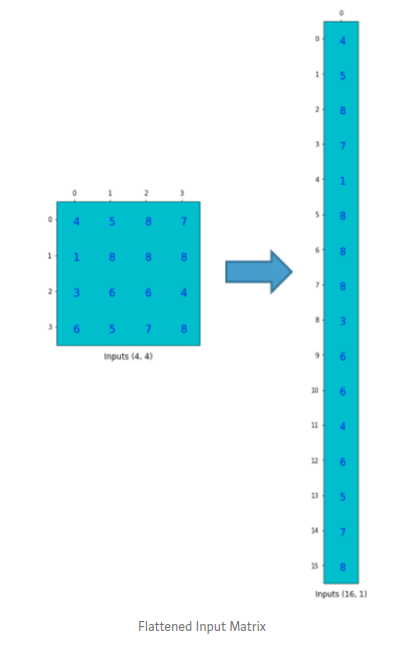 0 1 2 3
0 4 5 8 7
1 1 8 8 8
2 3 6 6 4
3 6 5 7 8
Inputs (4, 4)
0
0 4
1 5
2 8
3 7
4 1
5 8
6 8
7 8
8 3
9 6
10 6
11 4
12 6
13 5
14 7
15 8
Inputs (16, 1)
Flattened Input Matrix